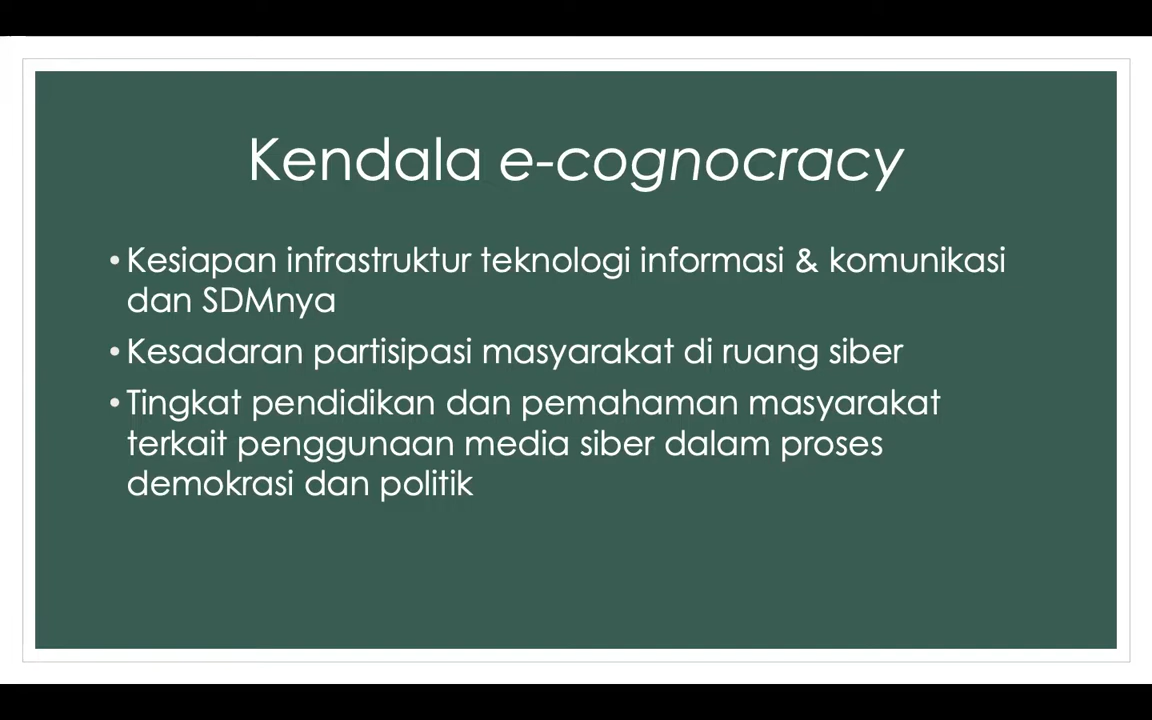 Kendala e-cognocracy
• Kesiapan infrastruktur teknologi informasi & komunikasi
dan SDMnya
• Kesadaran partisipasi masyarakat di ruang siber
• Tingkat pendidikan dan pemahaman masyarakat
terkait penggunaan media siber dalam proses
demokrasi dan politik